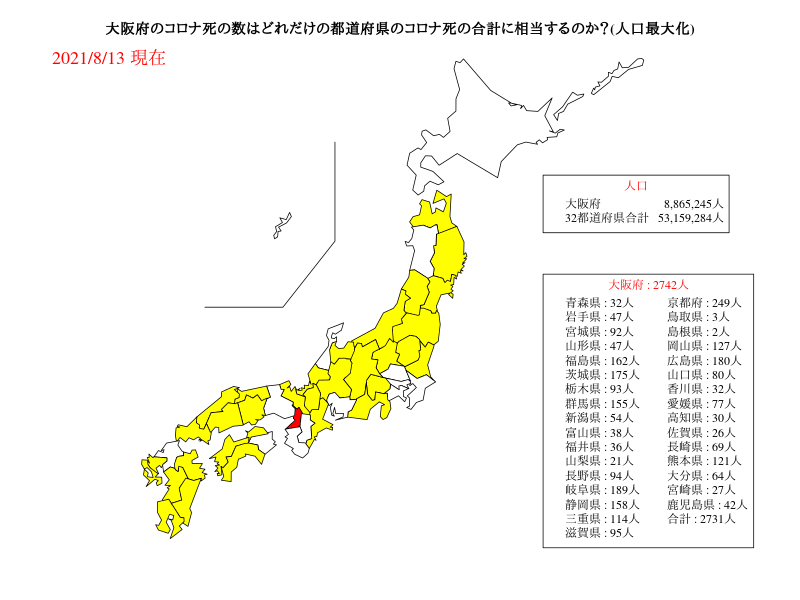 大阪府のコロナ死の数はどれだけの都道府県のコロナ死の合計に相当するのか?(人口最大化)
2021/8/13 現在
人口
大阪府 8,865,245人
32都道府県合計 53,159,284人
大阪府 : 2742人
青森県 : 32人 京都府 : 249人
岩手県 : 47人 鳥取県 : 3人
宮城県 : 92人 島根県 : 2人
山形県 : 47人 岡山県 : 127人
福島県 : 162人 広島県 : 180人
茨城県 : 175人 山口県 : 80人
栃木県 : 93人 香川県 : 32人
群馬県 : 155人 愛媛県 : 77人
新潟県 : 54人 高知県 : 30人
富山県 : 38人 佐賀県 : 26人
福井県 : 36人 長崎県 : 69人
山梨県 : 21人 熊本県 : 121人
長野県 : 94人 大分県 : 64人
岐阜県 : 189人 宮崎県 : 27人
静岡県 : 158人 鹿児島県 : 42人
三重県 : 114人 合計 : 2731人
滋賀県 : 95人